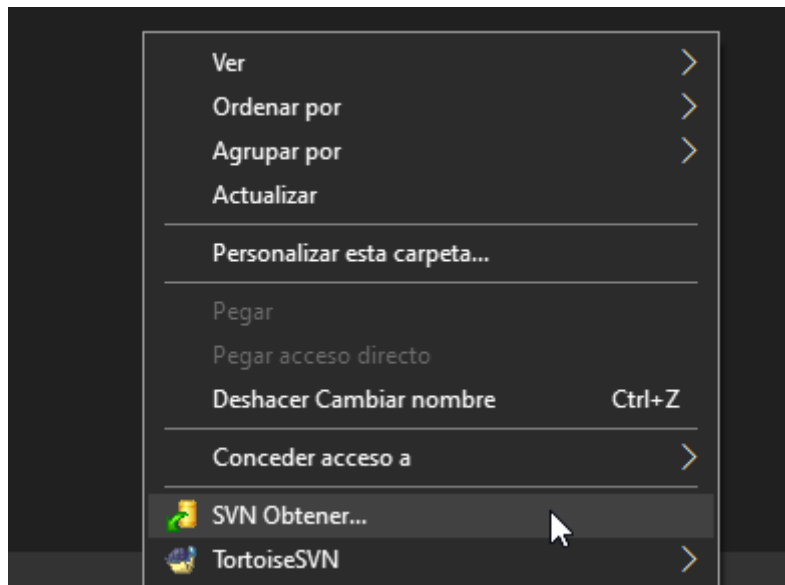 Ver
Ordenar por
Agrupar por
Actualizar
Personalizar esta carpeta...
Pegar
Pegar acceso directo
Deshacer Cambiar nombre Ctrl+Z
Conceder acceso a
SVN Obtener...
TortoiseSVN